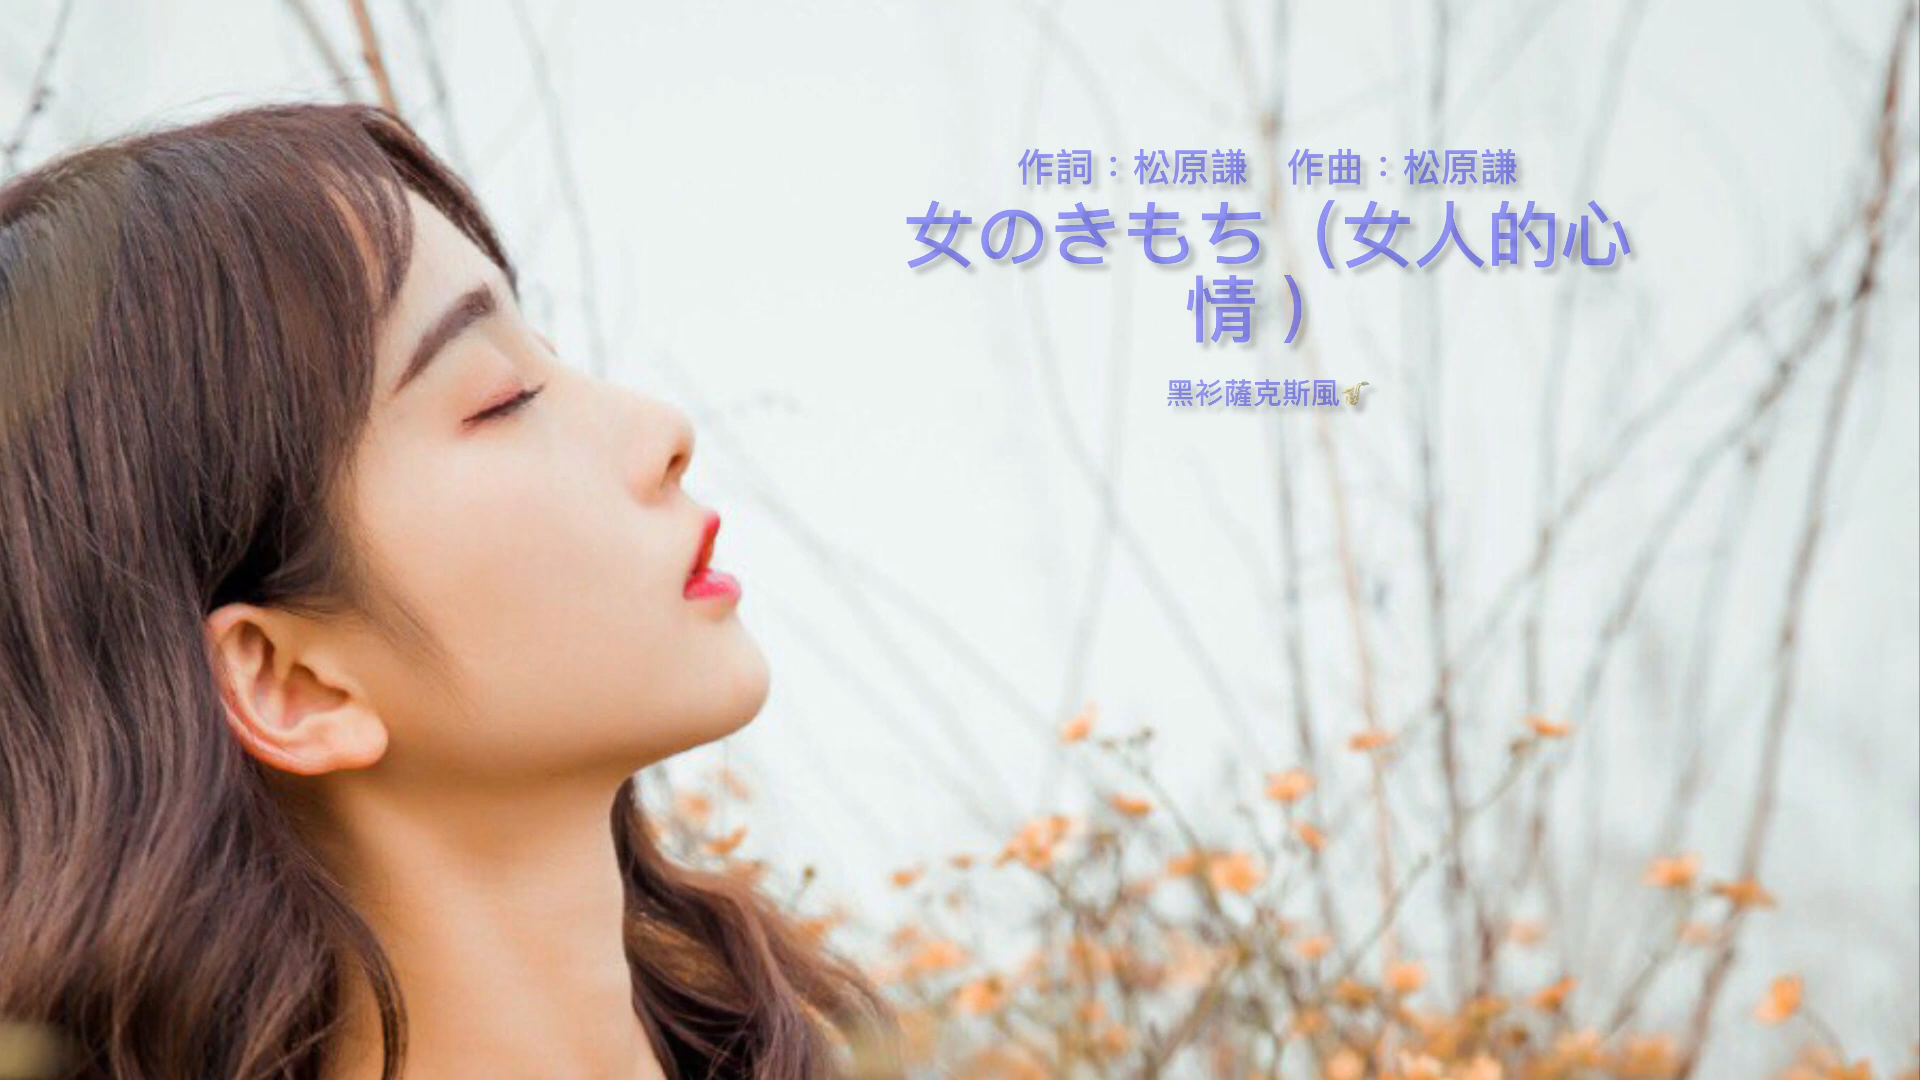 作詞：松原謙　作曲：松原謙
女のきもち（女人的心
情 ）
黑衫薩克斯風🎷